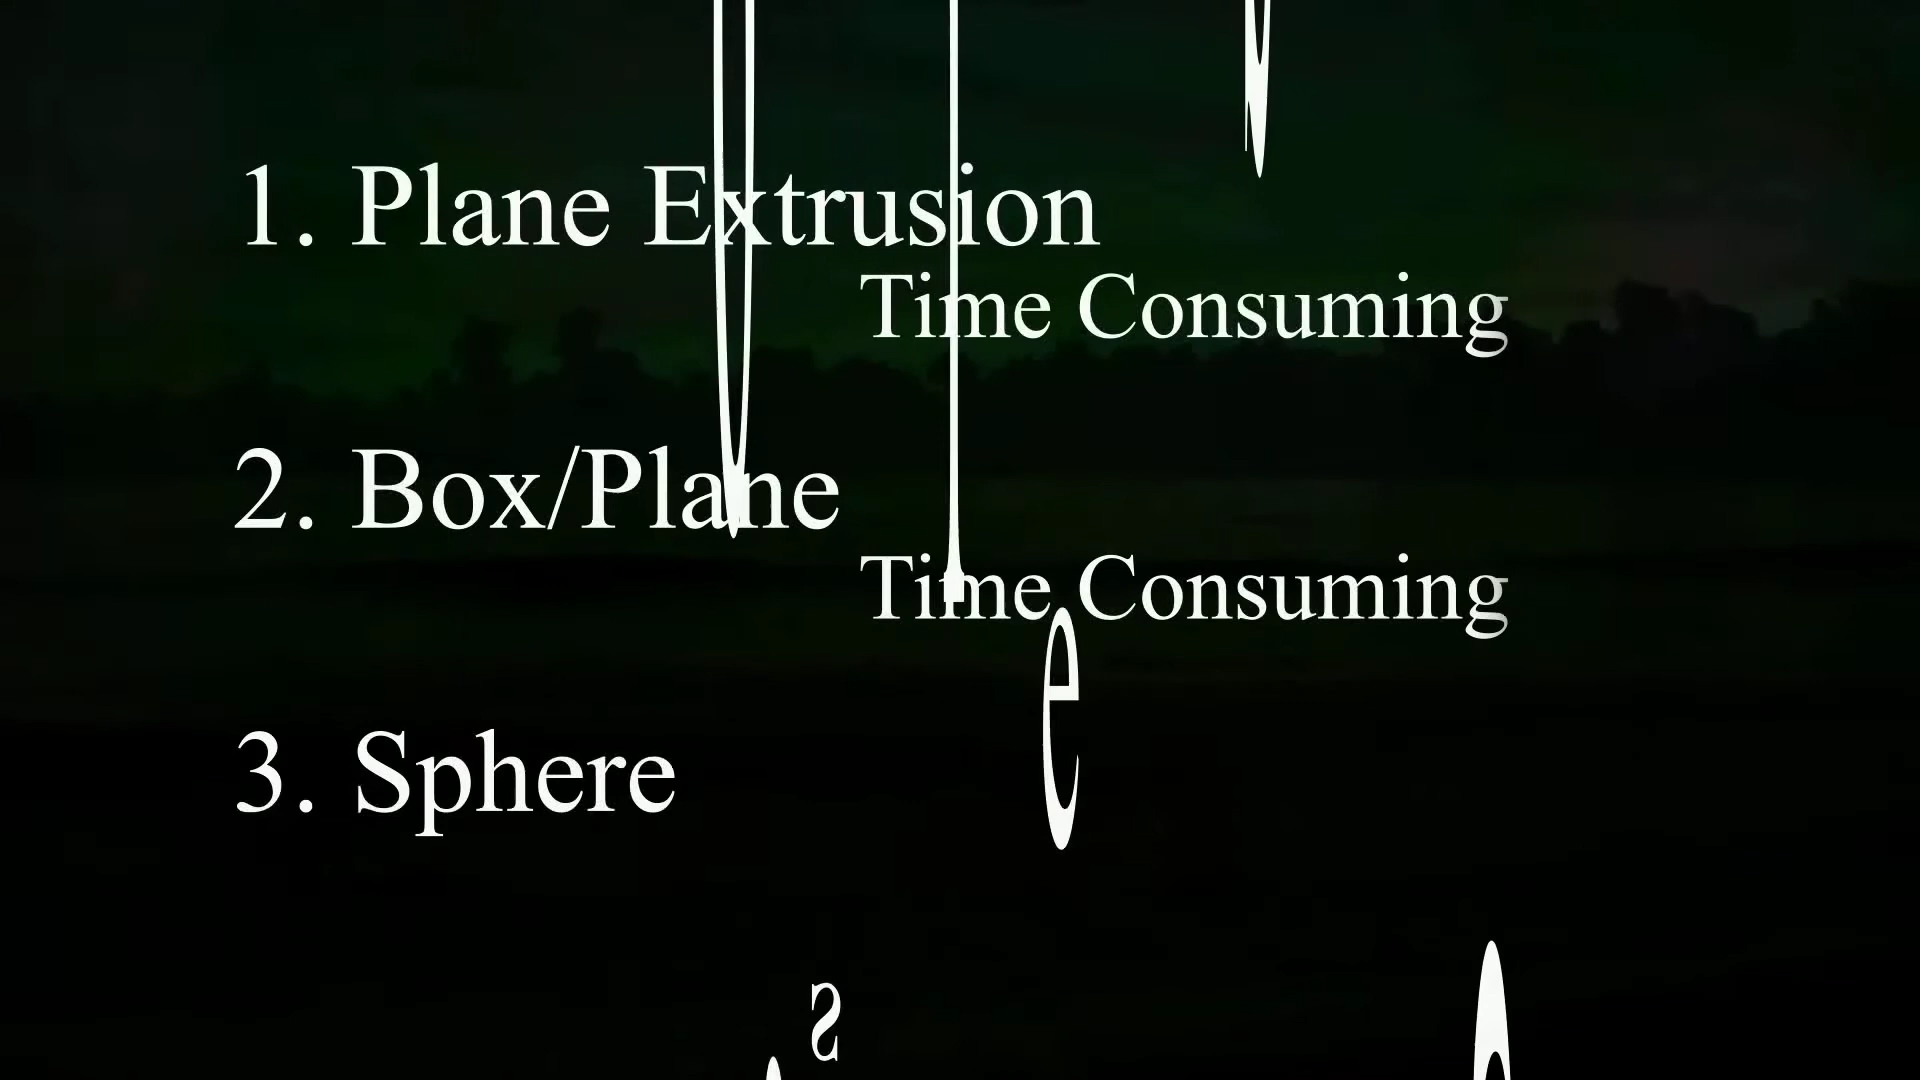 1. Plane Extrusion
Time Consuming
2. Box/Plane
Time Consuming
3. Sphere